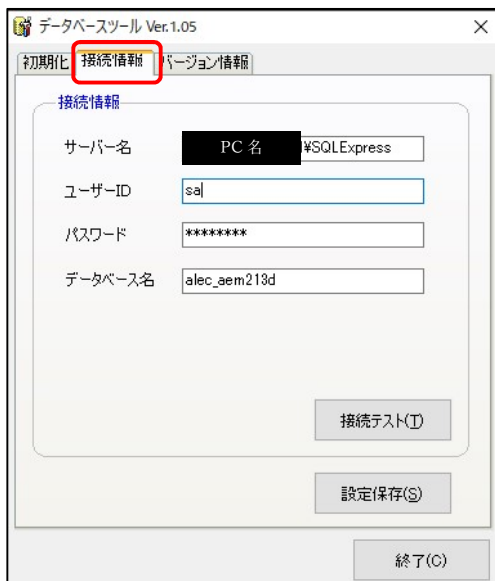 データベースツール Ver.1.05
初期化 接続情報 バージョン情報
接続情報
サーバー名 PC 名 ¥SQLExpress
ユーザーID sa
パスワード ********
データベース名 alec_aem213d
接続テスト(T)
設定保存(S)
終了(C)